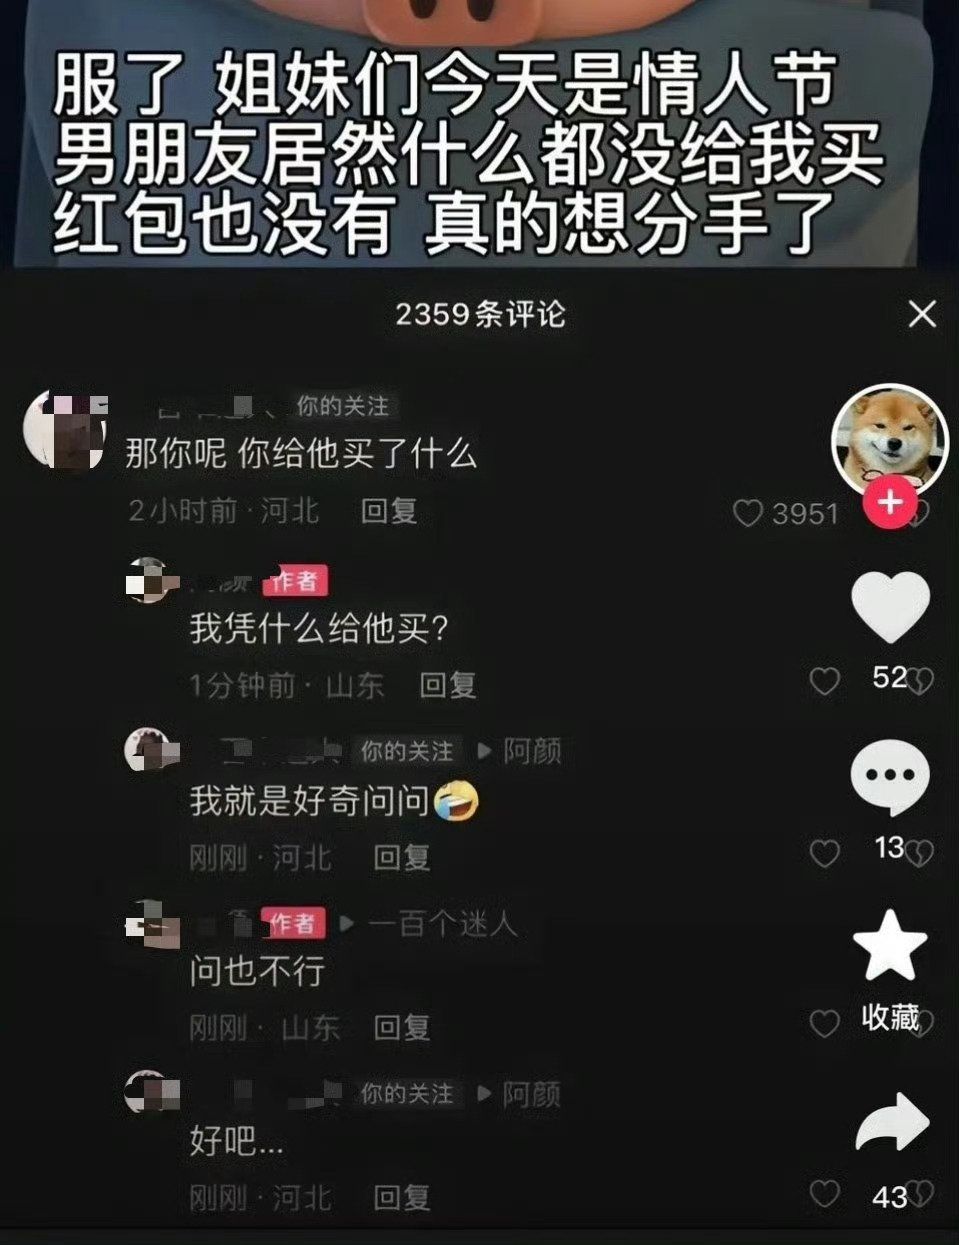 服了 姐妹们今天是情人节
男朋友居然什么都没给我买
红包也没有 真的想分手了
2359条评论
你的关注
那你呢 你给他买了什么
2小时前·河北 回复
3951
作者
我凭什么给他买?
1分钟前· 山东 回复
52
你的关注 阿颜
我就是好奇问问🤣
刚刚·河北 回复
13
作者 一百个迷人
问也不行
刚刚· 山东 回复
收藏
你的关注 阿颜
好吧...
刚刚·河北 回复
43